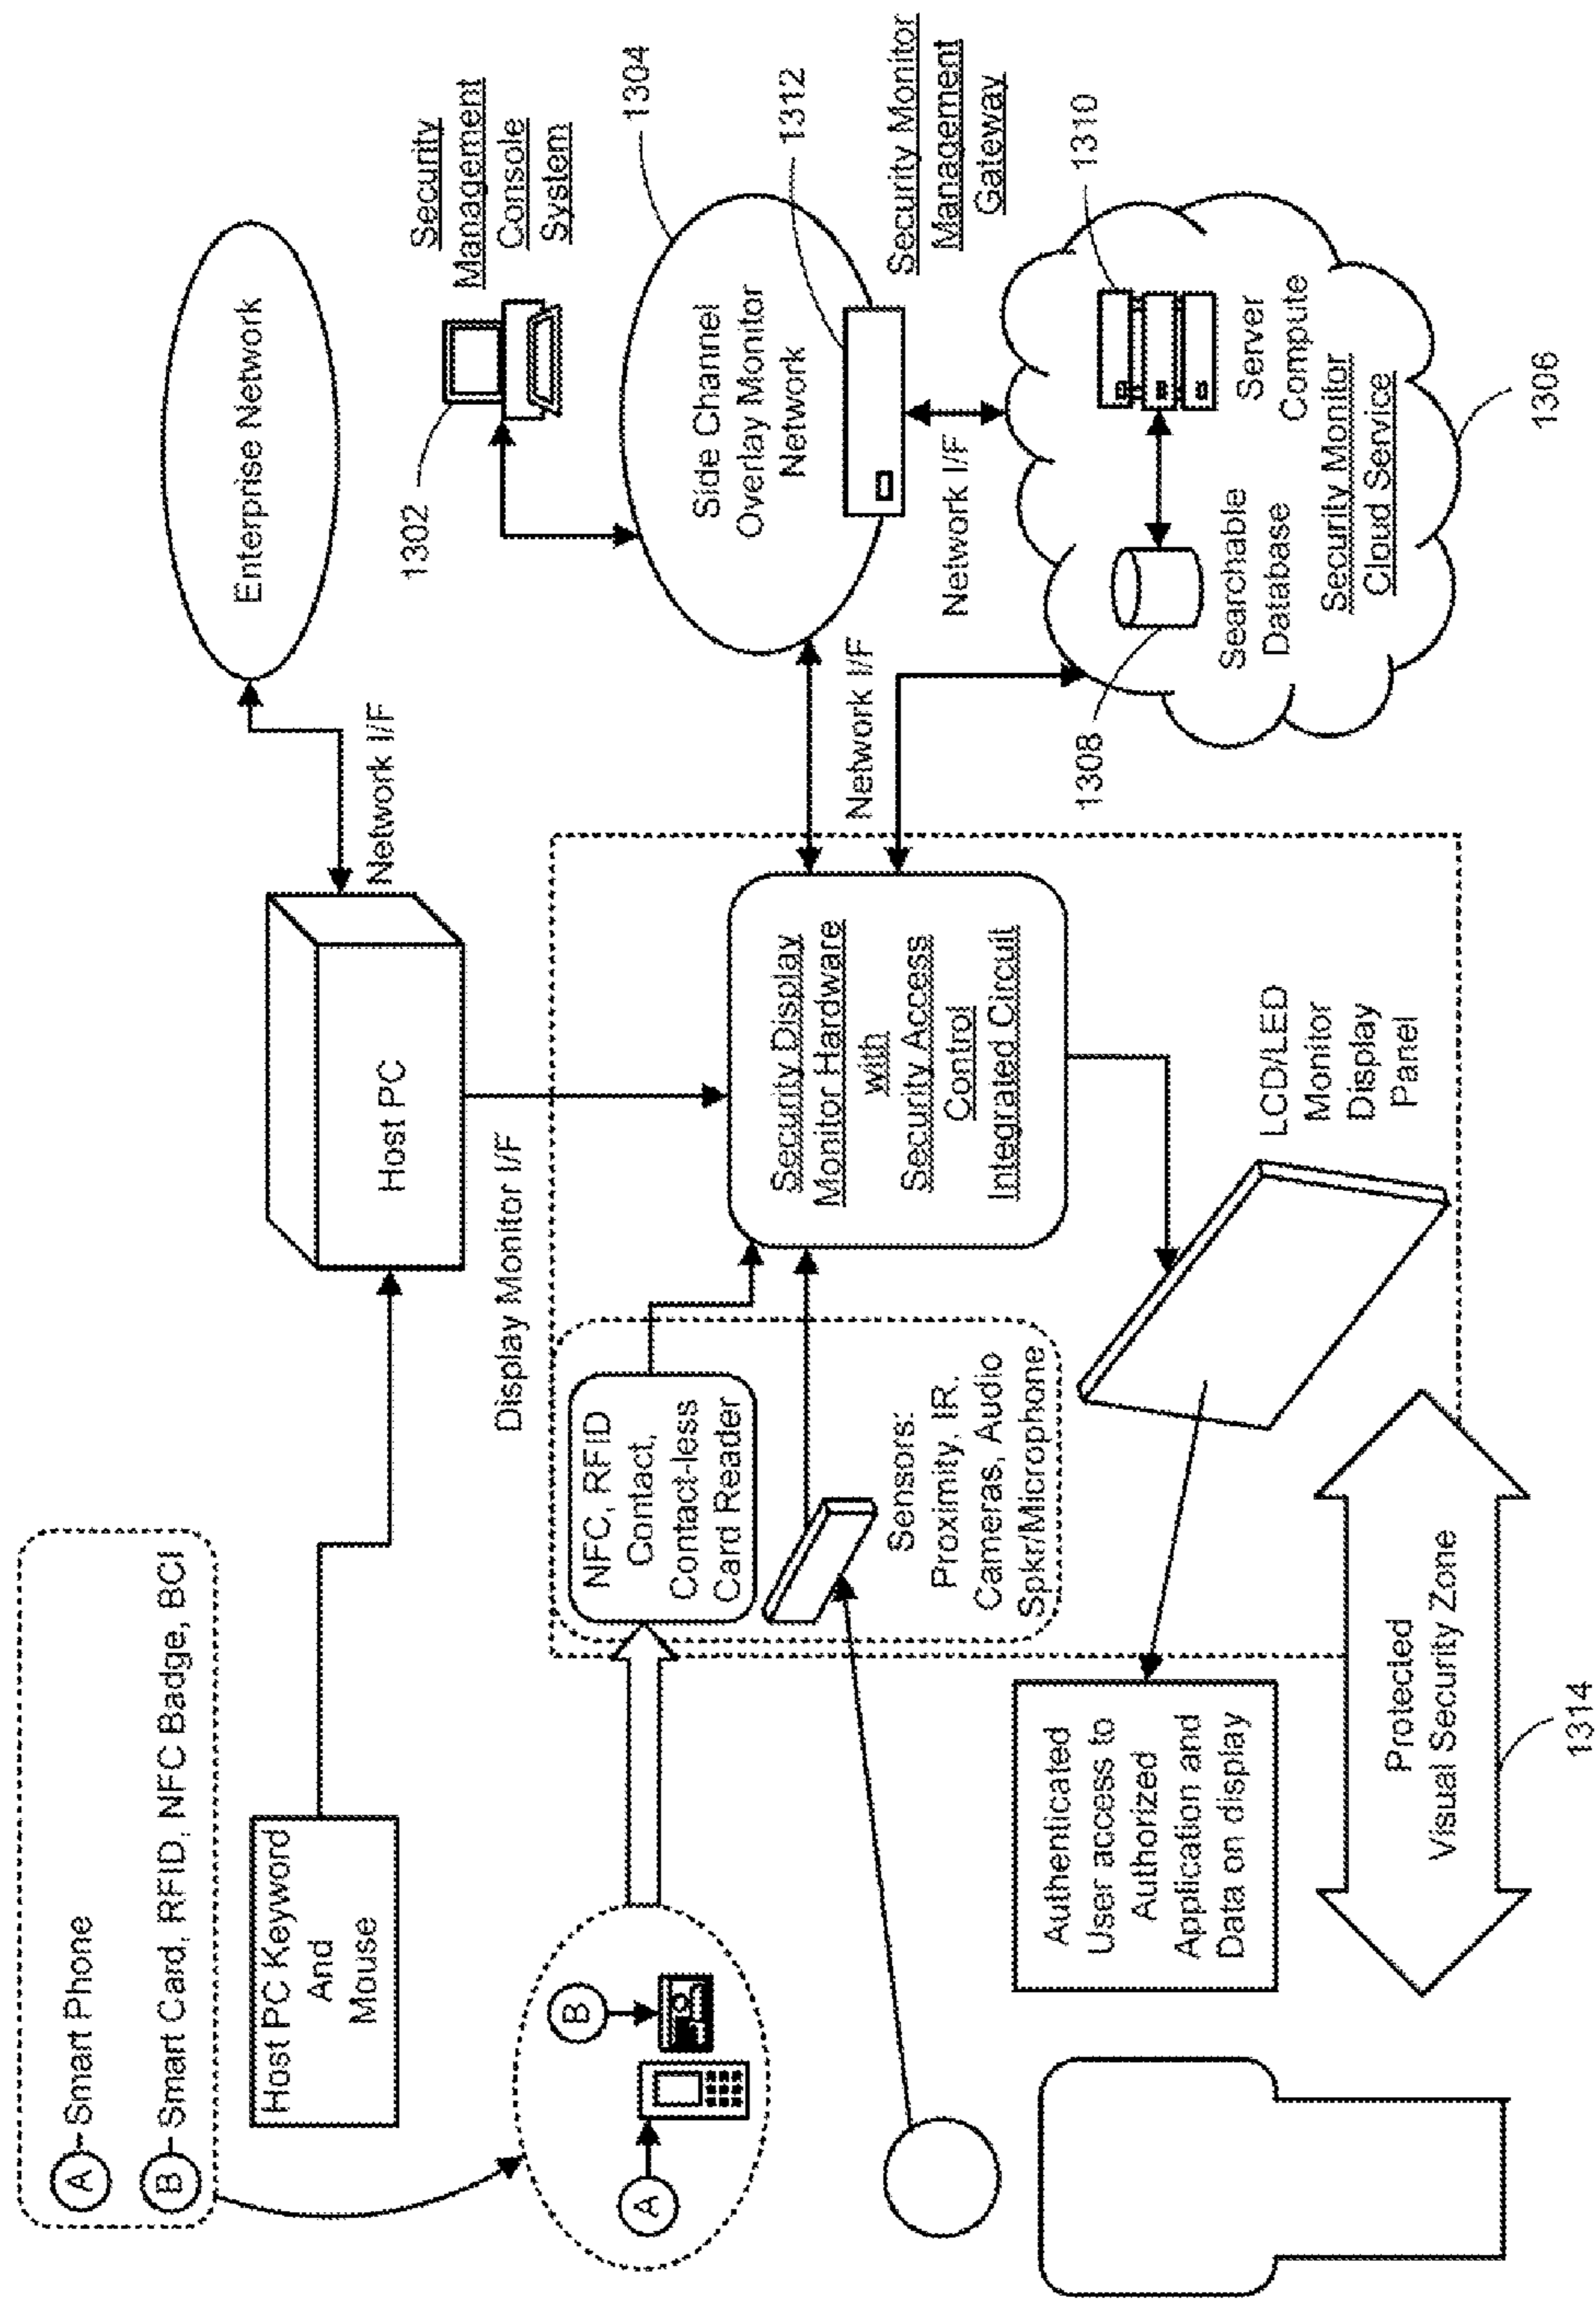 A
Smart Phone
B
Smart Card, RFID, NFC Badge, BCI
Host PC Keyword
And
Mouse
Host PC
Network I/F
Enterprise Network
Display Monitor I/F
1302
Security
Management
Console
System
A
B
NFC, RFID
Contact,
Contact-less
Card Reader
Sensors:
Proximity, IR,
Cameras, Audio
Spkr/Microphone
Security Display
Monitor Hardware
with
Security Access
Control
Integrated Circuit
Network I/F
Side Channel
Overlay Monitor
Network
1304
1312
Security Monitor
Management
Gateway
Network I/F
1308
Searchable
Database
1310
Server
Compute
Security Monitor
Cloud Service
1306
LCD/LED
Monitor
Display
Panel
Authenticated
User access to
Authorized
Application and
Data on display
Protected
Visual Security Zone
1314